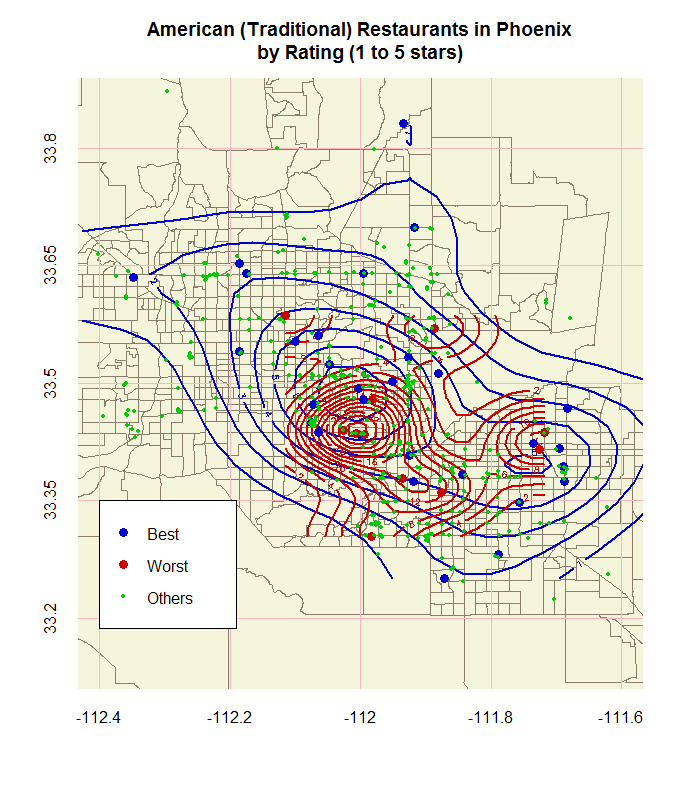 American (Traditional) Restaurants in Phoenix
by Rating (1 to 5 stars)
33.8
33.65
33.5
33.35
33.2
Best
Worst
Others
-112.4
-112.2
-112
-111.8
-111.6